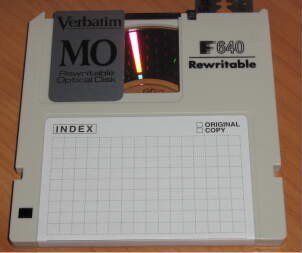 Verbatim
MO
Rewritable
Optical Disk
F 640
Rewritable
INDEX
ORIGINAL
COPY